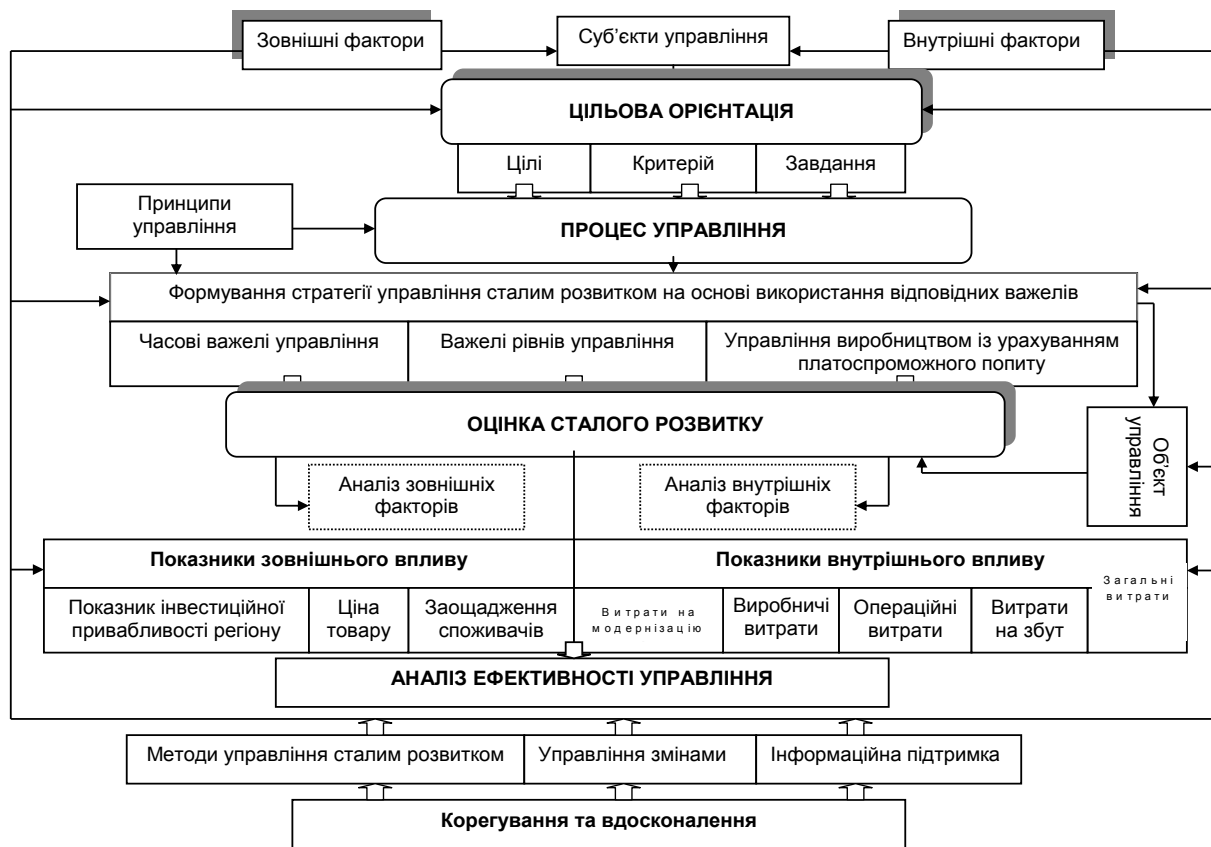 Зовнішні фактори
Суб'єкти управління
Внутрішні фактори
ЦІЛЬОВА ОРІЄНТАЦІЯ
Цілі
Критерій
Завдання
Принципи
управління
ПРОЦЕС УПРАВЛІННЯ
Формування стратегії управління сталим розвитком на основі використання відповідних важелів
Часові важелі управління
Важелі рівнів управління
Управління виробництвом із урахуванням
платоспроможного попиту
ОЦІНКА СТАЛОГО РОЗВИТКУ
Об'єкт
управління
Аналіз зовнішніх
факторів
Аналіз внутрішніх
факторів
Показники зовнішнього впливу
Показники внутрішнього впливу
Показник інвестиційної
привабливості регіону
Ціна
товару
Заощадження
споживачів
Витрати на
модернізацію
Виробничі
витрати
Операційні
витрати
Витрати
на збут
Загальні
витрати
АНАЛІЗ ЕФЕКТИВНОСТІ УПРАВЛІННЯ
Методи управління сталим розвитком
Управління змінами
Інформаційна підтримка
Корегування та вдосконалення